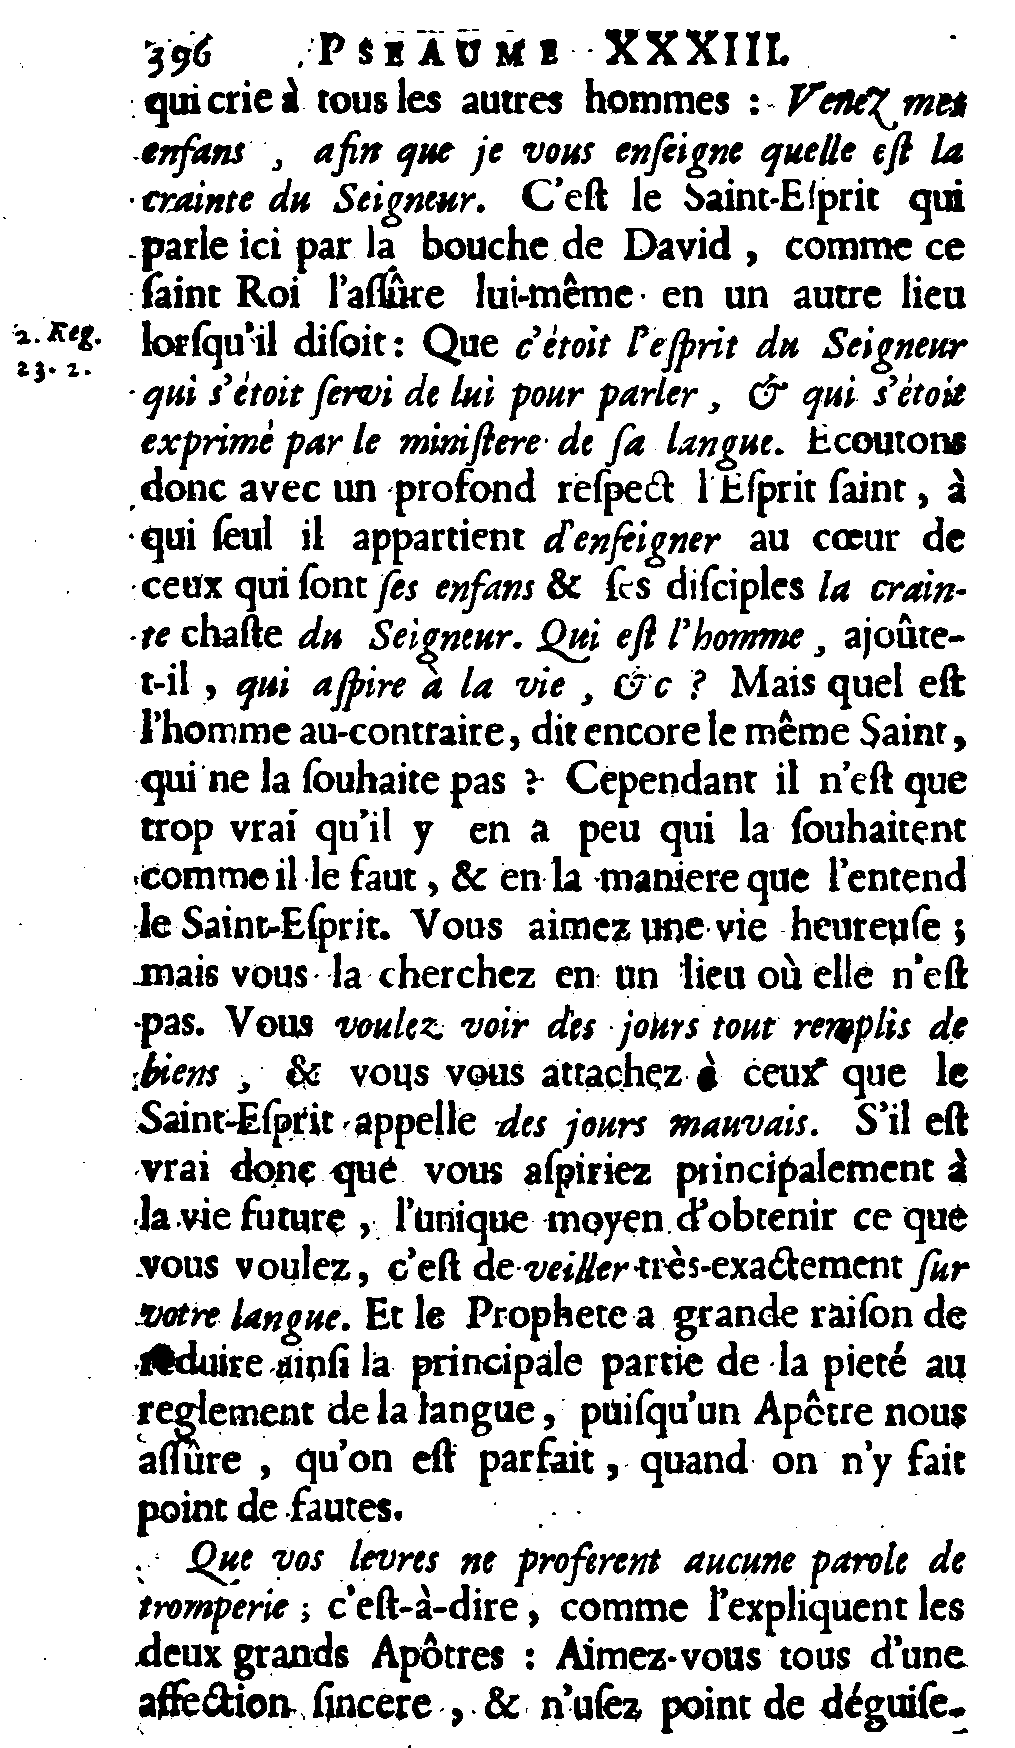 396 PSEAUME XXXIII.
qui crie à tous les autres hommes : Venez mes
enfans , afin que je vous enſeigne quelle eſt la
crainte du Seigneur. C'eſt le Saint-Eſprit qui
parle ici par la bouche de David , comme ce
ſaint Roi l'aſſûre lui-même en un autre lieu
2. Reg.
23. 2.
lorſqu'il diſoit : Que c'étoit l'eſprit du Seigneur
qui s'étoit ſervi de lui pour parler , & qui s'étoit
exprimé par le miniſtere de ſa langue. Ecoutons
donc avec un profond reſpect l'Eſprit ſaint , à
qui ſeul il appartient d'enſeigner au cœur de
ceux qui ſont ſes enfans & ſes diſciples la crain-
te chaſte du Seigneur. Qui eſt l'homme , ajoûte-
t-il , qui aſpire à la vie , &c ? Mais quel eſt
l'homme au-contraire, dit encore le même Saint,
qui ne la ſouhaite pas ? Cependant il n'eſt que
trop vrai qu'il y en a peu qui la ſouhaitent
comme il le faut , & en la maniere que l'entend
le Saint-Eſprit. Vous aimez une vie heureuſe ;
mais vous la cherchez en un lieu où elle n'eſt
pas. Vous voulez voir des jours tout remplis de
biens , & vous vous attachez à ceux que le
Saint-Eſprit appelle des jours mauvais. S'il eſt
vrai donc que vous aſpiriez principalement à
la vie future , l'unique moyen d'obtenir ce que
vous voulez, c'eſt de veiller très-exactement ſur
votre langue. Et le Prophete a grande raiſon de
réduire ainſi la principale partie de la pieté au
reglement de la langue , puiſqu'un Apôtre nous
aſſûre , qu'on eſt parfait , quand on n'y fait
point de fautes.
Que vos levres ne proferent aucune parole de
tromperie ; c'eſt-à-dire, comme l'expliquent les
deux grands Apôtres : Aimez-vous tous d'une
affection ſincere , & n'uſez point de déguiſe-